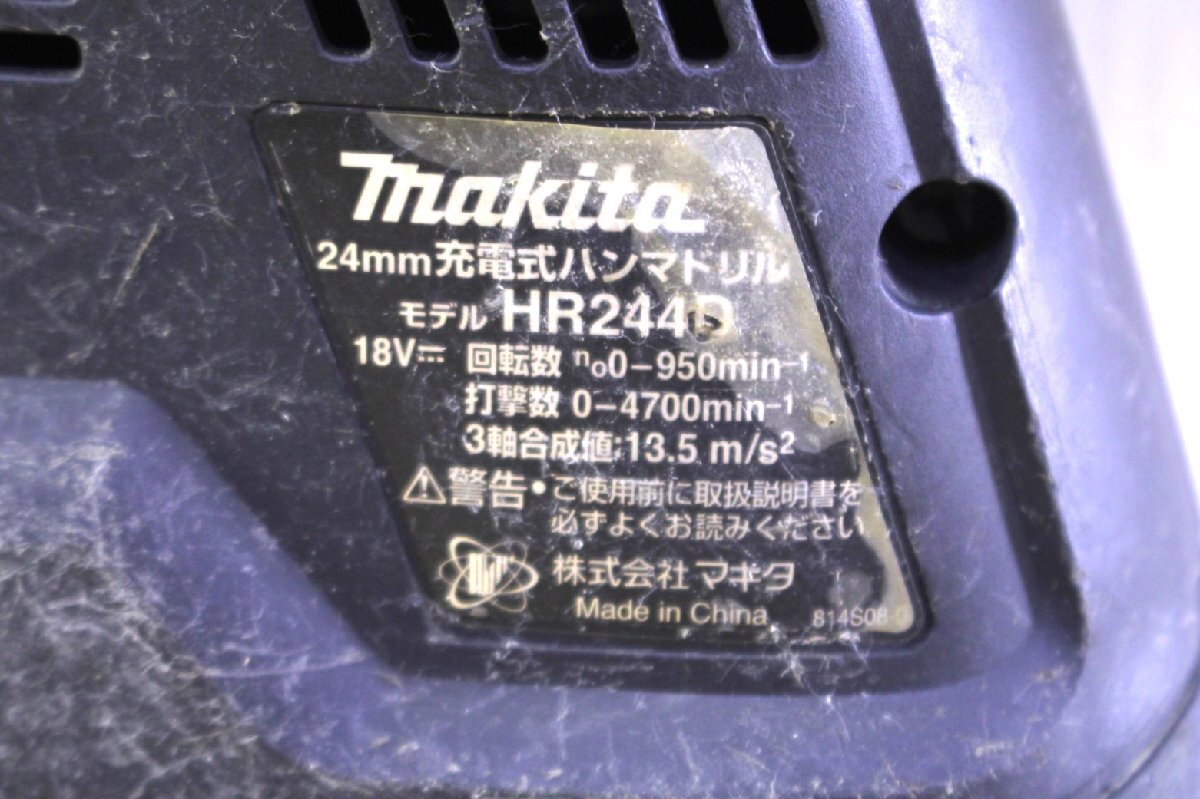 makita
24mm充電式ハンマドリル
モデル HR244D
18V⎓ 回転数 n₀0-950min⁻¹
打撃数 0-4700min⁻¹
3軸合成値:13.5 m/s²
⚠警告・ご使用前に取扱説明書を
必ずよくお読みください
株式会社 マキタ
Made in China 814S08